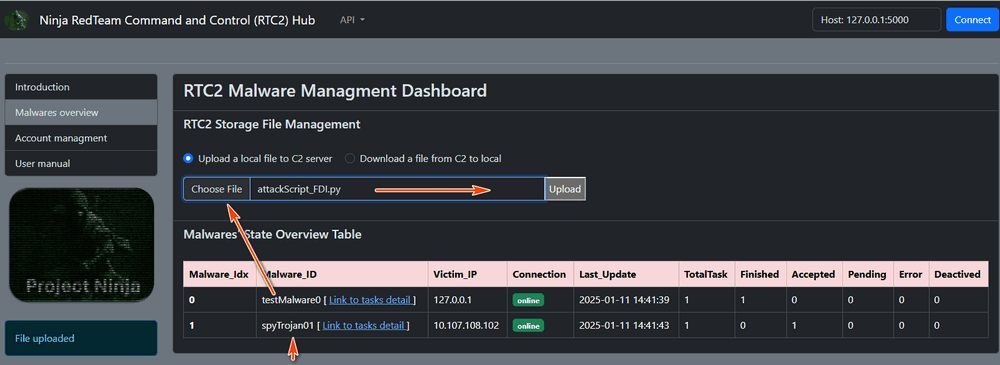 Ninja RedTeam Command and Control (RTC2) Hub API Host: 127.0.0.1:5000 Connect
Introduction
Malwares overview
Account managment
User manual
Project Ninja
File uploaded
RTC2 Malware Managment Dashboard
RTC2 Storage File Management
Upload a local file to C2 server Download a file from C2 to local
Choose File attackScript_FDI.py Upload
Malwares' State Overview Table
Malware_Idx Malware_ID Victim_IP Connection Last_Update TotalTask Finished Accepted Pending Error Deactived
0 testMalware0 [ Link to tasks detail ] 127.0.0.1 online 2025-01-11 14:41:39 1 1 0 0 0 0
1 spyTrojan01 [ Link to tasks detail ] 10.107.108.102 online 2025-01-11 14:41:43 1 0 1 0 0 0